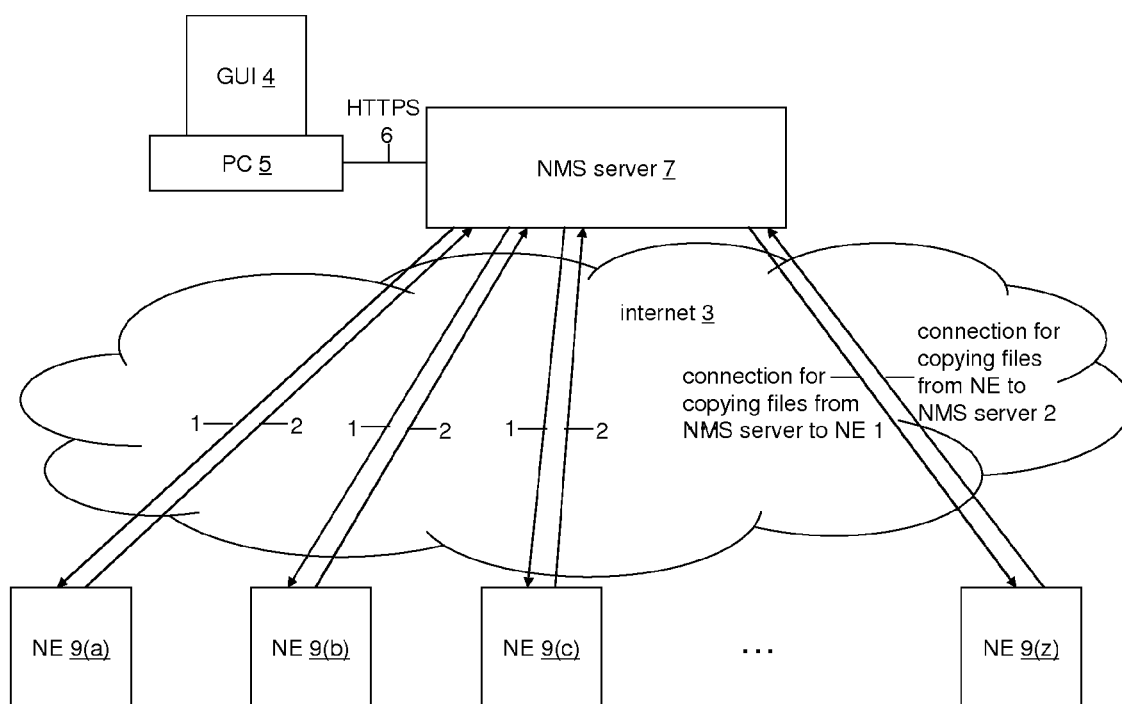 GUI 4
HTTPS
6
PC 5
NMS server 7
internet 3
connection for
copying files
from NE to
NMS server 2
connection for
copying files from
NMS server to NE 1
1
2
1
2
1
2
...
NE 9(a)
NE 9(b)
NE 9(c)
...
NE 9(z)